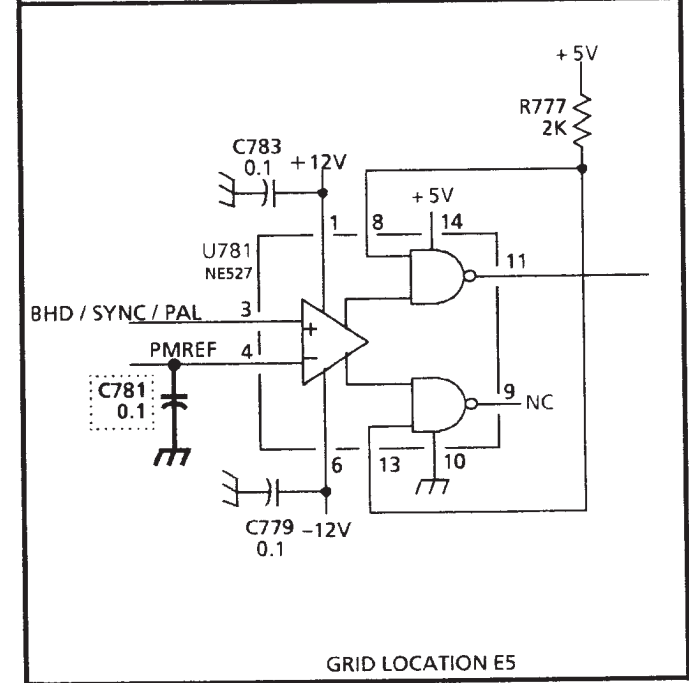 + 5V
R777
2K
C783
0.1
+ 12V
+ 5V
1
8
14
U781
NE527
11
BHD / SYNC / PAL
3
PMREF
4
C781
0.1
9
NC
6
13
10
C779
0.1
–12V
GRID LOCATION E5